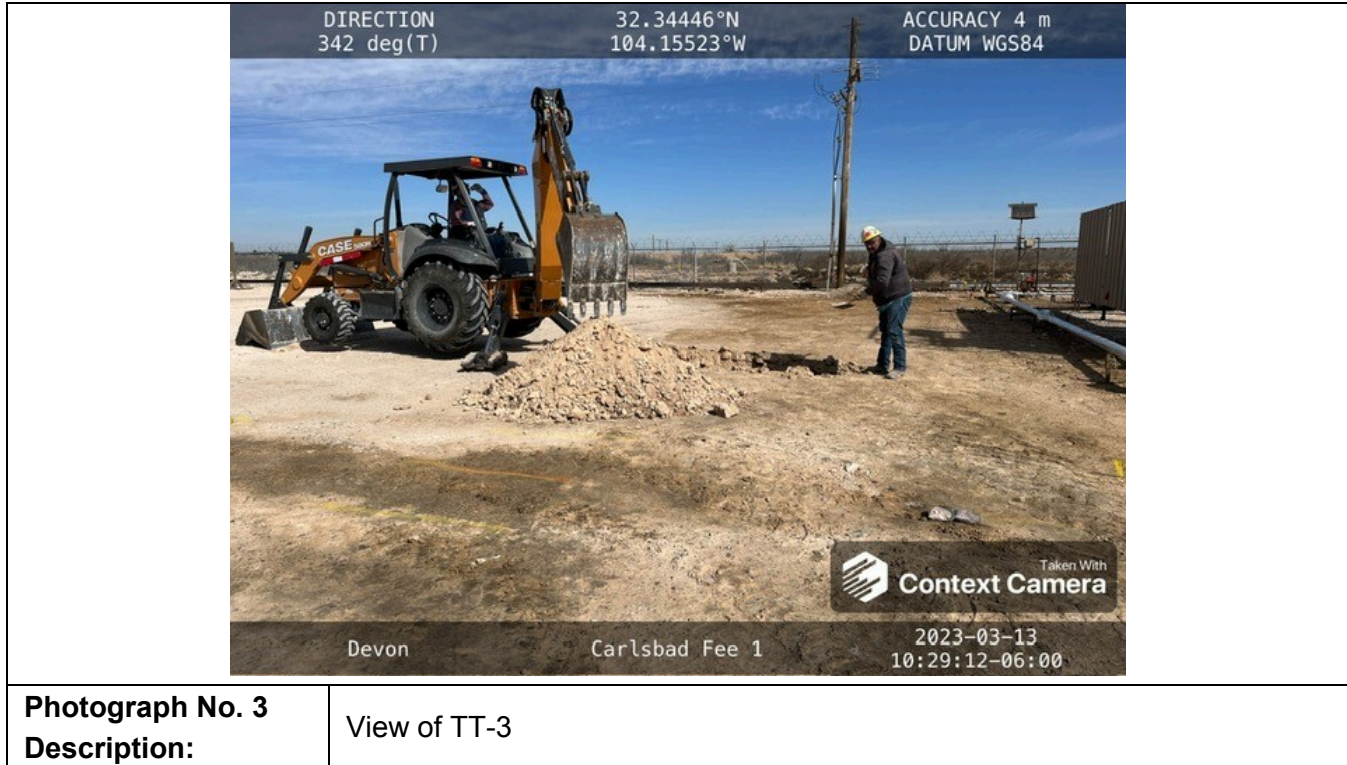 DIRECTION
342 deg(T)
32.34446°N
104.15523°W
ACCURACY 4 m
DATUM WGS84
CASE
Taken With
Context Camera
Devon
Carlsbad Fee 1
2023-03-13
10:29:12-06:00
Photograph No. 3
Description:
View of TT-3